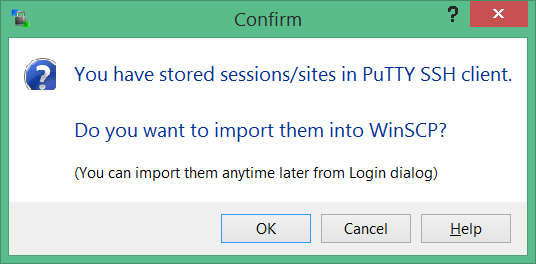 Confirm
?
You have stored sessions/sites in PuTTY SSH client.
Do you want to import them into WinSCP?
(You can import them anytime later from Login dialog)
OK
Cancel
Help